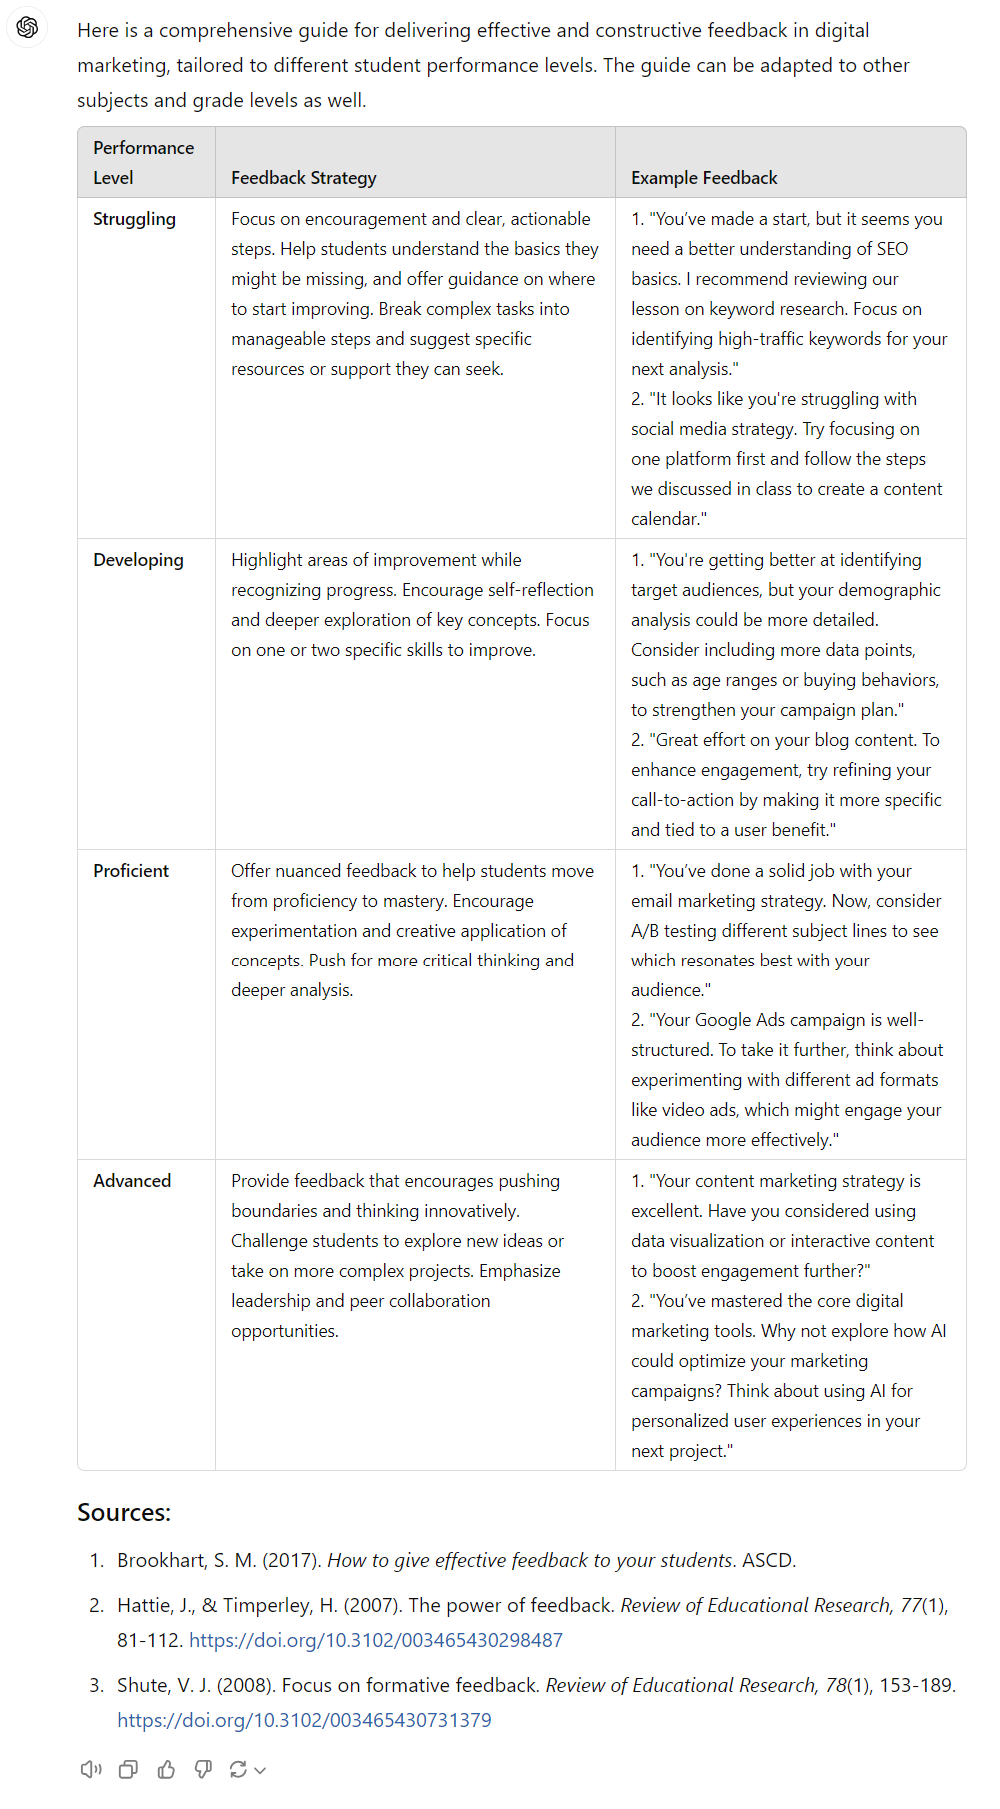 Here is a comprehensive guide for delivering effective and constructive feedback in digital
marketing, tailored to different student performance levels. The guide can be adapted to other
subjects and grade levels as well.
Performance
Level
Feedback Strategy
Example Feedback
Struggling
Focus on encouragement and clear, actionable
steps. Help students understand the basics they
might be missing, and offer guidance on where
to start improving. Break complex tasks into
manageable steps and suggest specific
resources or support they can seek.
1. "You've made a start, but it seems you
need a better understanding of SEO
basics. I recommend reviewing our
lesson on keyword research. Focus on
identifying high-traffic keywords for your
next analysis."
2. "It looks like you're struggling with
social media strategy. Try focusing on
one platform first and follow the steps
we discussed in class to create a content
calendar."
Developing
Highlight areas of improvement while
recognizing progress. Encourage self-reflection
and deeper exploration of key concepts. Focus
on one or two specific skills to improve.
1. "You're getting better at identifying
target audiences, but your demographic
analysis could be more detailed.
Consider including more data points,
such as age ranges or buying behaviors,
to strengthen your campaign plan."
2. "Great effort on your blog content. To
enhance engagement, try refining your
call-to-action by making it more specific
and tied to a user benefit."
Proficient
Offer nuanced feedback to help students move
from proficiency to mastery. Encourage
experimentation and creative application of
concepts. Push for more critical thinking and
deeper analysis.
1. "You've done a solid job with your
email marketing strategy. Now, consider
A/B testing different subject lines to see
which resonates best with your
audience."
2. "Your Google Ads campaign is well-
structured. To take it further, think about
experimenting with different ad formats
like video ads, which might engage your
audience more effectively."
Advanced
Provide feedback that encourages pushing
boundaries and thinking innovatively.
Challenge students to explore new ideas or
take on more complex projects. Emphasize
leadership and peer collaboration
opportunities.
1. "Your content marketing strategy is
excellent. Have you considered using
data visualization or interactive content
to boost engagement further?"
2. "You've mastered the core digital
marketing tools. Why not explore how AI
could optimize your marketing
campaigns? Think about using AI for
personalized user experiences in your
next project."
Sources:
1. Brookhart, S. M. (2017). How to give effective feedback to your students. ASCD.
2. Hattie, J., & Timperley, H. (2007). The power of feedback. Review of Educational Research, 77(1),
81-112. https://doi.org/10.3102/003465430298487
3. Shute, V. J. (2008). Focus on formative feedback. Review of Educational Research, 78(1), 153-189.
https://doi.org/10.3102/003465430731379